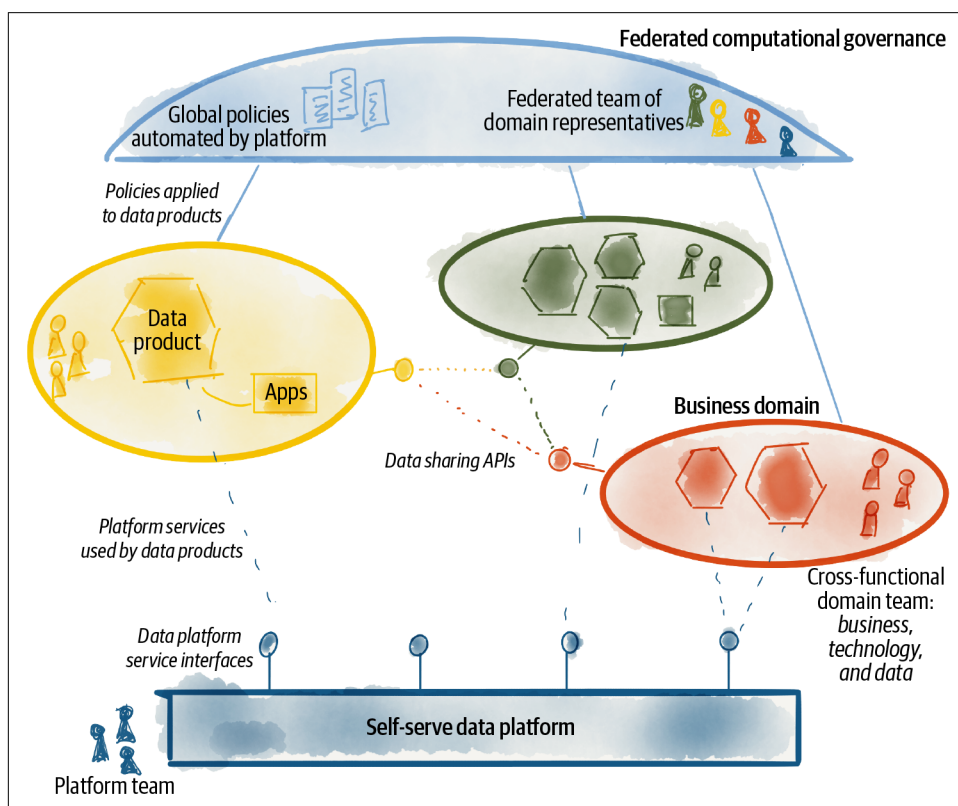 Federated computational governance
Global policies
automated by platform
Federated team of
domain representatives
Policies applied
to data products
Data
product
Apps
Business domain
Data sharing APIs
Platform services
used by data products
Cross-functional
domain team:
business,
technology,
and data
Data platform
service interfaces
Self-serve data platform
Platform team